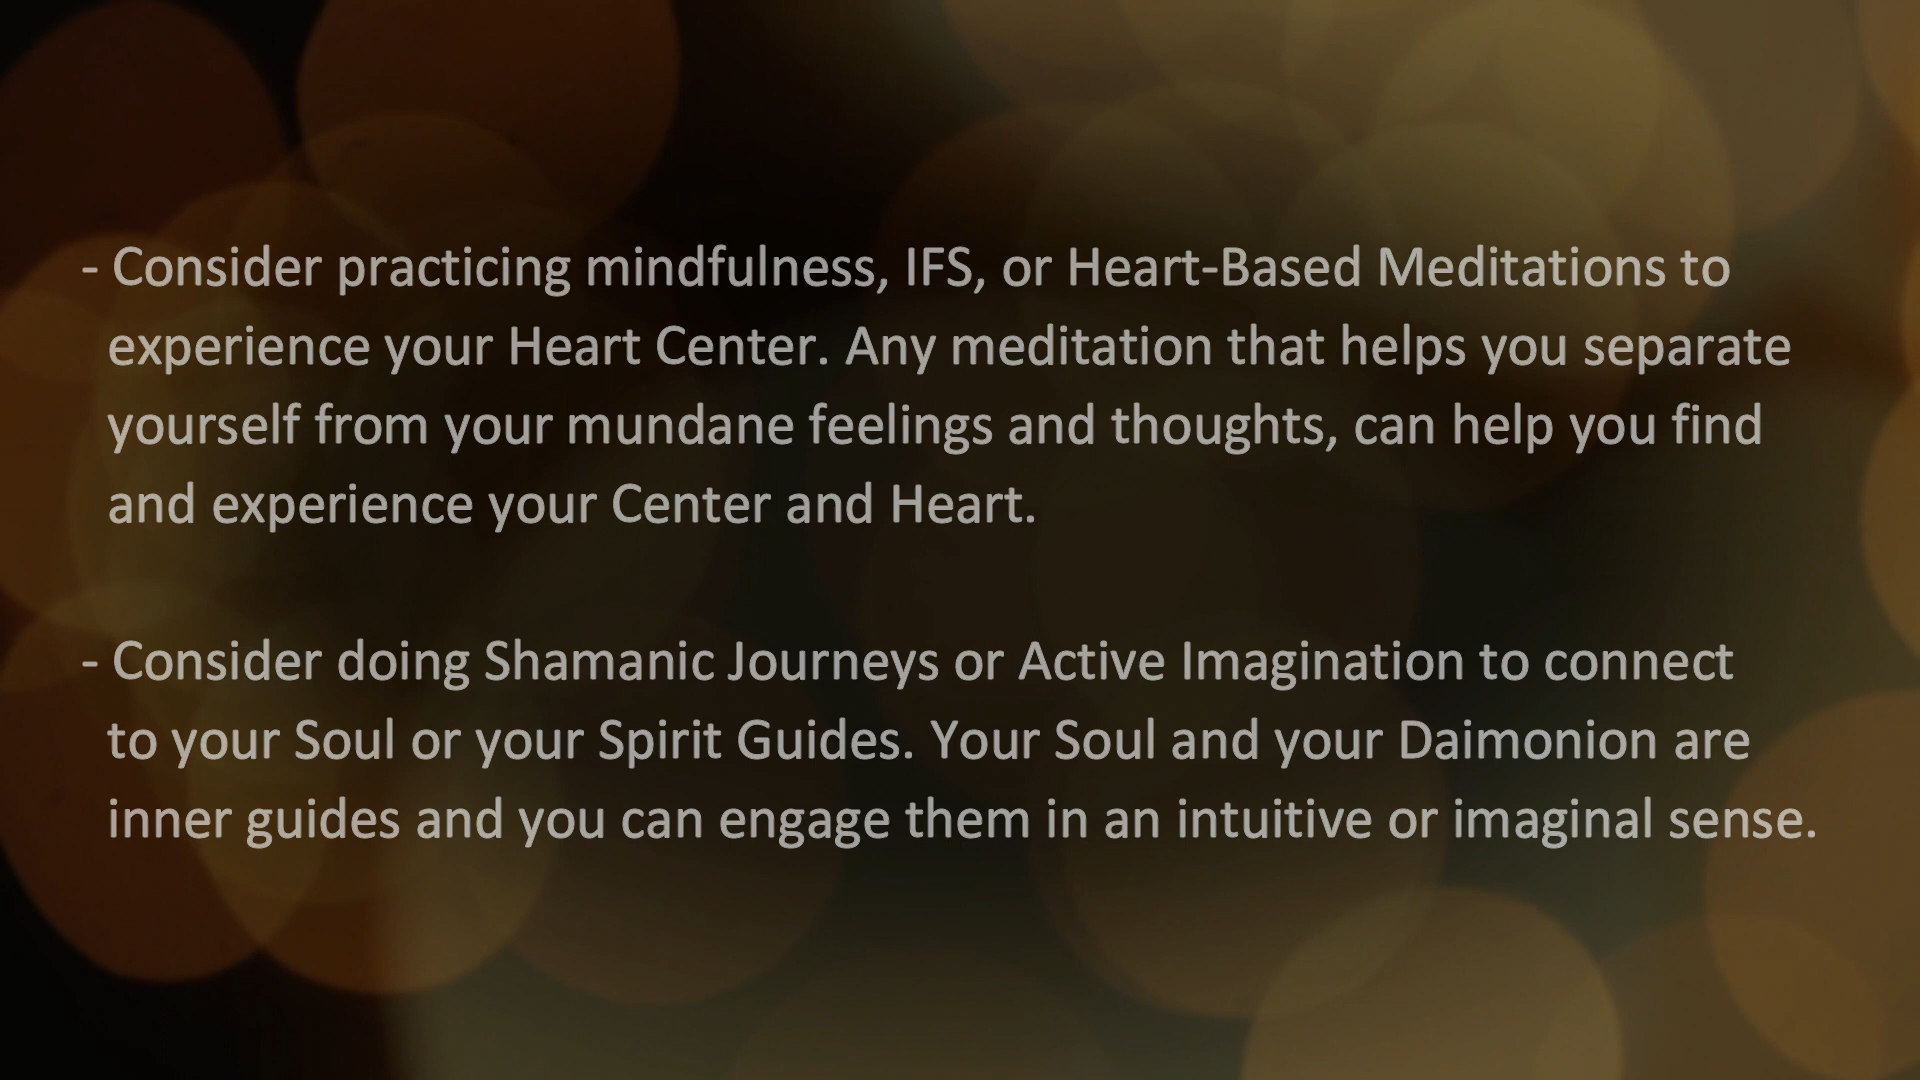 - Consider practicing mindfulness, IFS, or Heart-Based Meditations to
experience your Heart Center. Any meditation that helps you separate
yourself from your mundane feelings and thoughts, can help you find
and experience your Center and Heart.
- Consider doing Shamanic Journeys or Active Imagination to connect
to your Soul or your Spirit Guides. Your Soul and your Daimonion are
inner guides and you can engage them in an intuitive or imaginal sense.